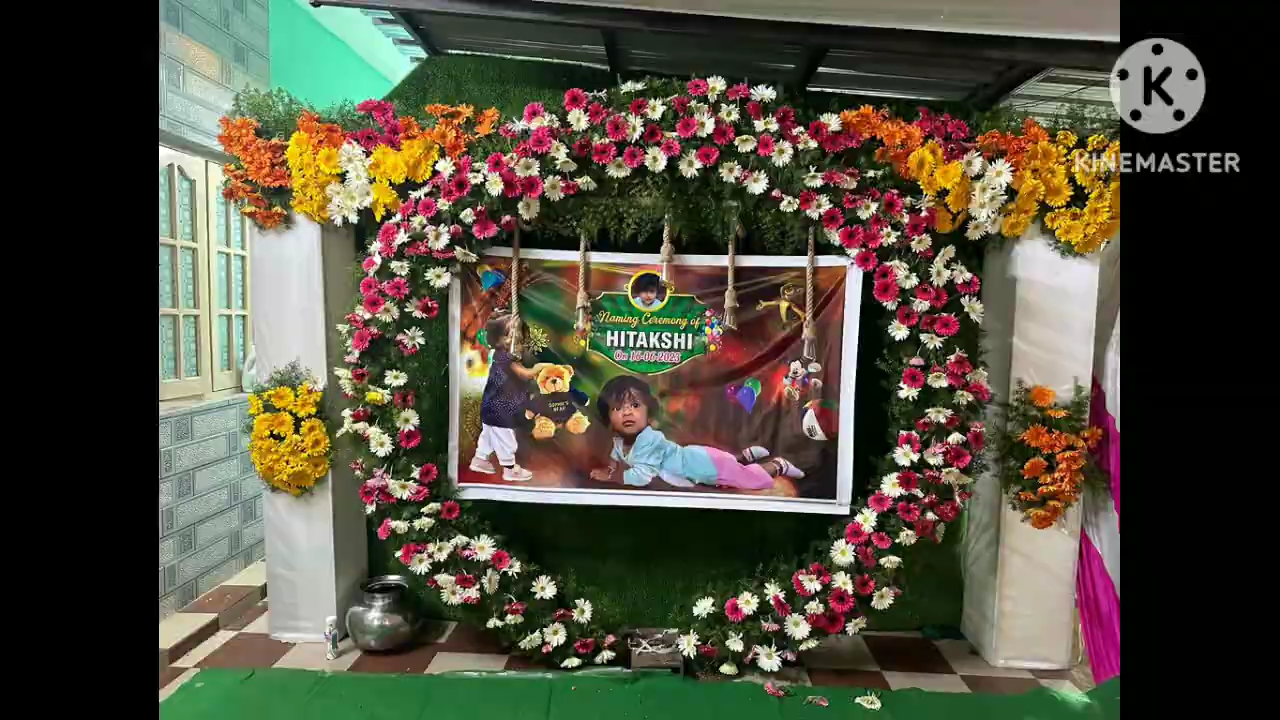 K
KINEMASTER
Naming Ceremony of
HITAKSHI
On 16-06-2023